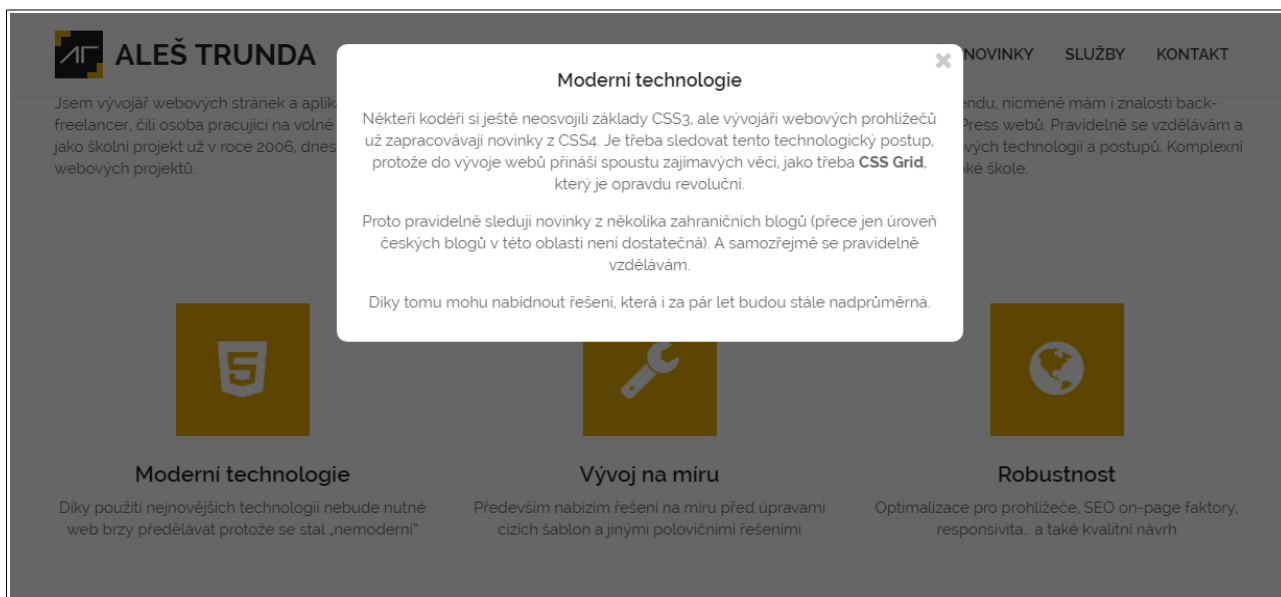 ALEŠ TRUNDA
NOVINKY SLUŽBY KONTAKT
Jsem vývojář webových stránek a aplik
freelancer, čili osoba pracující na volné
jako školní projekt už v roce 2006, dnes
webových projektů.
endu, nicméně mám i znalosti back-
Press webů. Pravidelně se vzdělávám a
vých technologií a postupů. Komplexní
ké škole.
Moderní technologie
Někteří kodéři si ještě neosvojili základy CSS3, ale vývojáři webových prohlížečů
už zapracovávají novinky z CSS4. Je třeba sledovat tento technologický postup,
protože do vývoje webů přináší spoustu zajímavých věcí, jako třeba CSS Grid,
který je opravdu revoluční.
Proto pravidelně sleduji novinky z několika zahraničních blogů (přece jen úroveň
českých blogů v této oblasti není dostatečná). A samozřejmě se pravidelně
vzdělávám.
Díky tomu mohu nabídnout řešení, která i za pár let budou stále nadprůměrná.
Moderní technologie
Díky použití nejnovějších technologií nebude nutné
web brzy předělávat protože se stal „nemoderní“
Vývoj na míru
Především nabízím řešení na míru před úpravami
cizích šablon a jinými polovičními řešeními
Robustnost
Optimalizace pro prohlížeče, SEO on-page faktory,
responsivita… a také kvalitní návrh